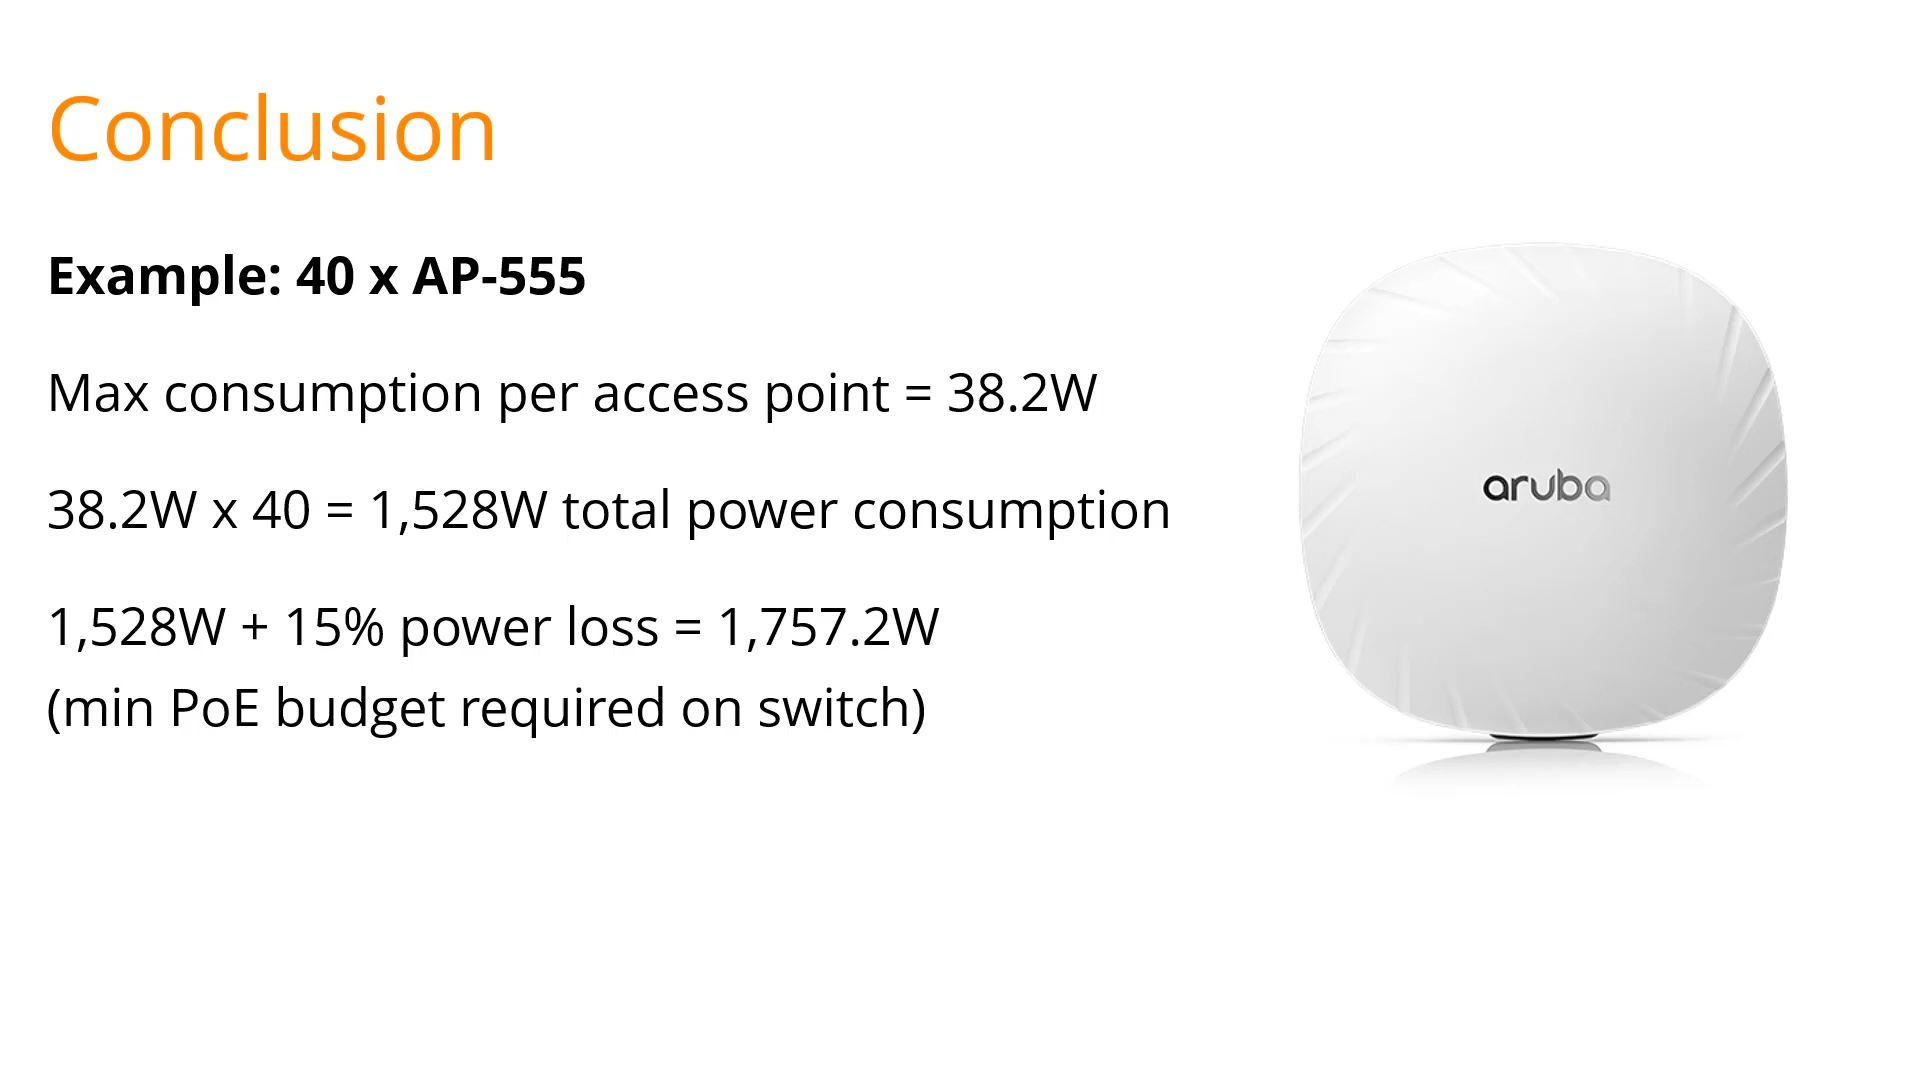 Conclusion
Example: 40 x AP-555
Max consumption per access point = 38.2W
38.2W x 40 = 1,528W total power consumption
1,528W + 15% power loss = 1,757.2W
(min PoE budget required on switch)
aruba